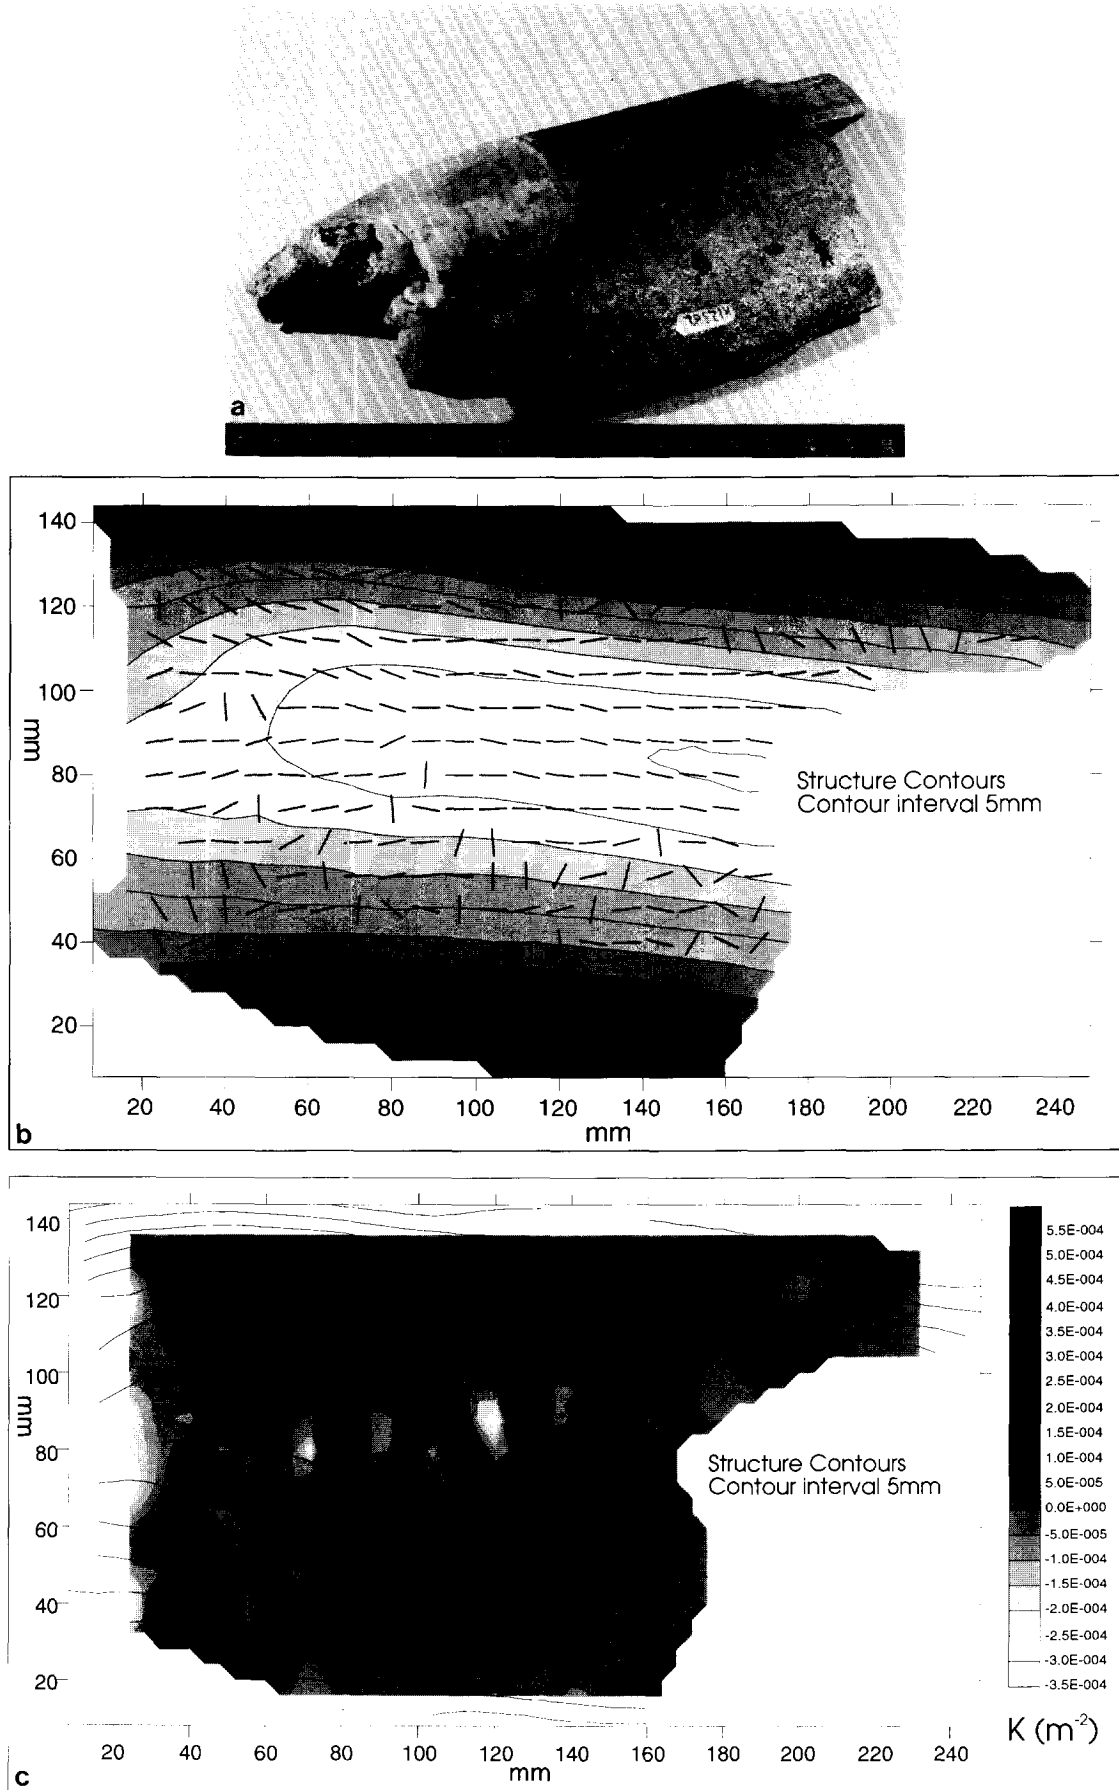 a
140
120
100
80
60
40
20
mm
Structure Contours
Contour interval 5mm
20 40 60 80 100 120 140 160 180 200 220 240
mm
b
140
120
100
80
60
40
20
mm
Structure Contours
Contour interval 5mm
20 40 60 80 100 120 140 160 180 200 220 240
mm
c
5.5E-004
5.0E-004
4.5E-004
4.0E-004
3.5E-004
3.0E-004
2.5E-004
2.0E-004
1.5E-004
1.0E-004
5.0E-005
0.0E+000
-5.0E-005
-1.0E-004
-1.5E-004
-2.0E-004
-2.5E-004
-3.0E-004
-3.5E-004
K (m⁻²)